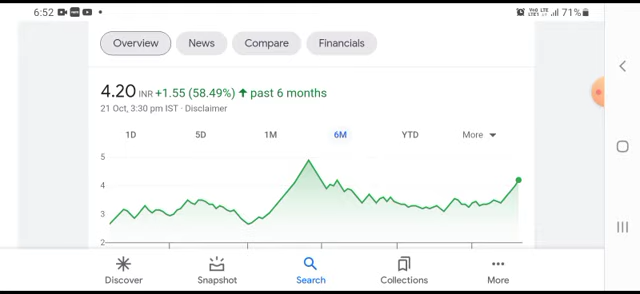 6:52 71%
Overview News Compare Financials
4.20 INR +1.55 (58.49%) ↑ past 6 months
21 Oct, 3:30 pm IST · Disclaimer
1D 5D 1M 6M YTD More
5
4
3
2
Discover Snapshot Search Collections More